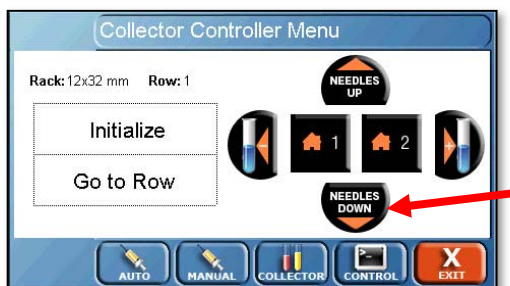 Collector Controller Menu
Rack: 12x32 mm Row: 1
NEEDLES
UP
Initialize
1
2
Go to Row
NEEDLES
DOWN
AUTO
MANUAL
COLLECTOR
CONTROL
X
EXIT